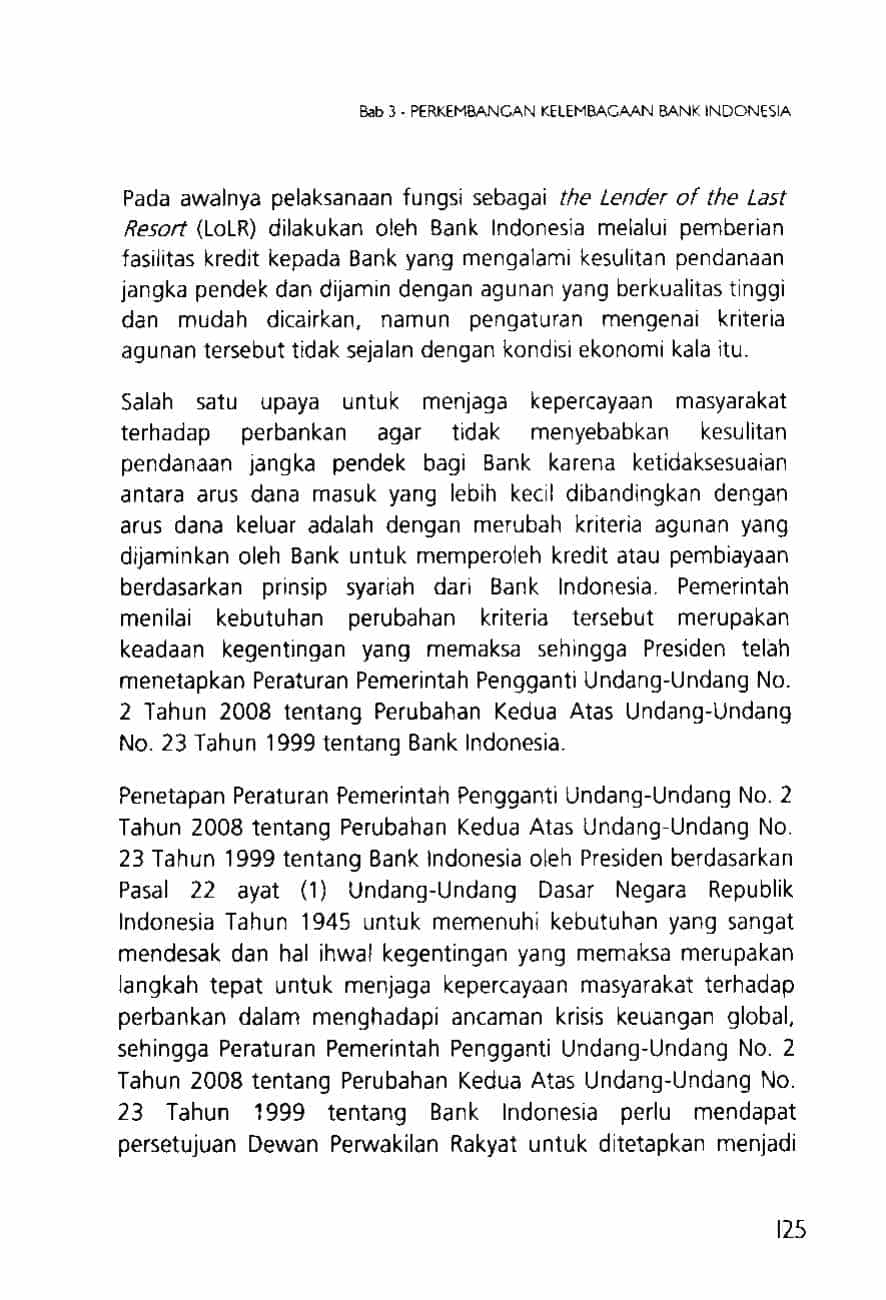 Bab 3 - PERKEMBANGAN KELEMBAGAAN BANK INDONESIA
Pada awalnya pelaksanaan fungsi sebagai the Lender of the Last
Resort (LoLR) dilakukan oleh Bank Indonesia melalui pemberian
fasilitas kredit kepada Bank yang mengalami kesulitan pendanaan
jangka pendek dan dijamin dengan agunan yang berkualitas tinggi
dan mudah dicairkan, namun pengaturan mengenai kriteria
agunan tersebut tidak sejalan dengan kondisi ekonomi kala itu.
Salah satu upaya untuk menjaga kepercayaan masyarakat
terhadap perbankan agar tidak menyebabkan kesulitan
pendanaan jangka pendek bagi Bank karena ketidaksesuaian
antara arus dana masuk yang lebih kecil dibandingkan dengan
arus dana keluar adalah dengan merubah kriteria agunan yang
dijaminkan oleh Bank untuk memperoleh kredit atau pembiayaan
berdasarkan prinsip syariah dari Bank Indonesia. Pemerintah
menilai kebutuhan perubahan kriteria tersebut merupakan
keadaan kegentingan yang memaksa sehingga Presiden telah
menetapkan Peraturan Pemerintah Pengganti Undang-Undang No.
2 Tahun 2008 tentang Perubahan Kedua Atas Undang-Undang
No. 23 Tahun 1999 tentang Bank Indonesia.
Penetapan Peraturan Pemerintah Pengganti Undang-Undang No. 2
Tahun 2008 tentang Perubahan Kedua Atas Undang-Undang No.
23 Tahun 1999 tentang Bank Indonesia oleh Presiden berdasarkan
Pasal 22 ayat (1) Undang-Undang Dasar Negara Republik
Indonesia Tahun 1945 untuk memenuhi kebutuhan yang sangat
mendesak dan hal ihwal kegentingan yang memaksa merupakan
langkah tepat untuk menjaga kepercayaan masyarakat terhadap
perbankan dalam menghadapi ancaman krisis keuangan global,
sehingga Peraturan Pemerintah Pengganti Undang-Undang No. 2
Tahun 2008 tentang Perubahan Kedua Atas Undang-Undang No.
23 Tahun 1999 tentang Bank Indonesia perlu mendapat
persetujuan Dewan Perwakilan Rakyat untuk ditetapkan menjadi
125